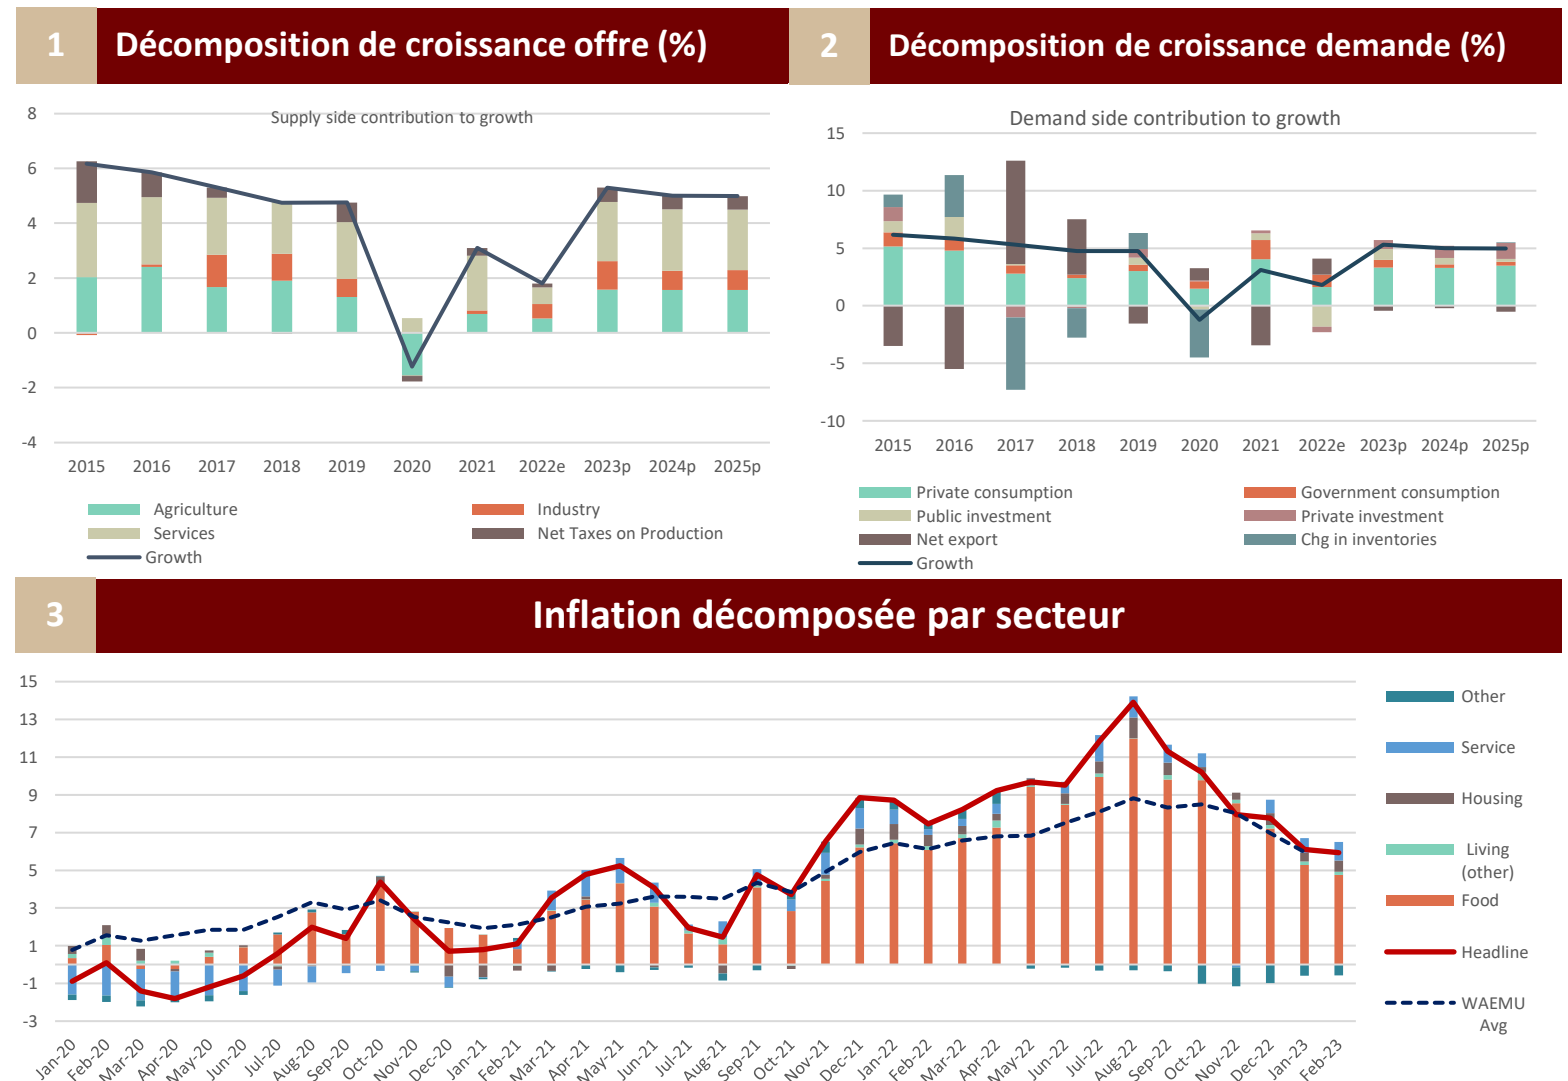 1
Décomposition de croissance offre (%)
2
Décomposition de croissance demande (%)
Supply side contribution to growth
8
6
4
2
0
-2
-4
2015 2016 2017 2018 2019 2020 2021 2022e 2023p 2024p 2025p
Agriculture Industry
Services Net Taxes on Production
Growth
Demand side contribution to growth
15
10
5
0
-5
-10
2015 2016 2017 2018 2019 2020 2021 2022e 2023p 2024p 2025p
Private consumption Government consumption
Public investment Private investment
Net export Chg in inventories
Growth
3
Inflation décomposée par secteur
15
13
11
9
7
5
3
1
-1
-3
Jan-20 Feb-20 Mar-20 Apr-20 May-20 Jun-20 Jul-20 Aug-20 Sep-20 Oct-20 Nov-20 Dec-20 Jan-21 Feb-21 Mar-21 Apr-21 May-21 Jun-21 Jul-21 Aug-21 Sep-21 Oct-21 Nov-21 Dec-21 Jan-22 Feb-22 Mar-22 Apr-22 May-22 Jun-22 Jul-22 Aug-22 Sep-22 Oct-22 Nov-22 Dec-22 Jan-23 Feb-23
Other
Service
Housing
Living
(other)
Food
Headline
WAEMU
Avg